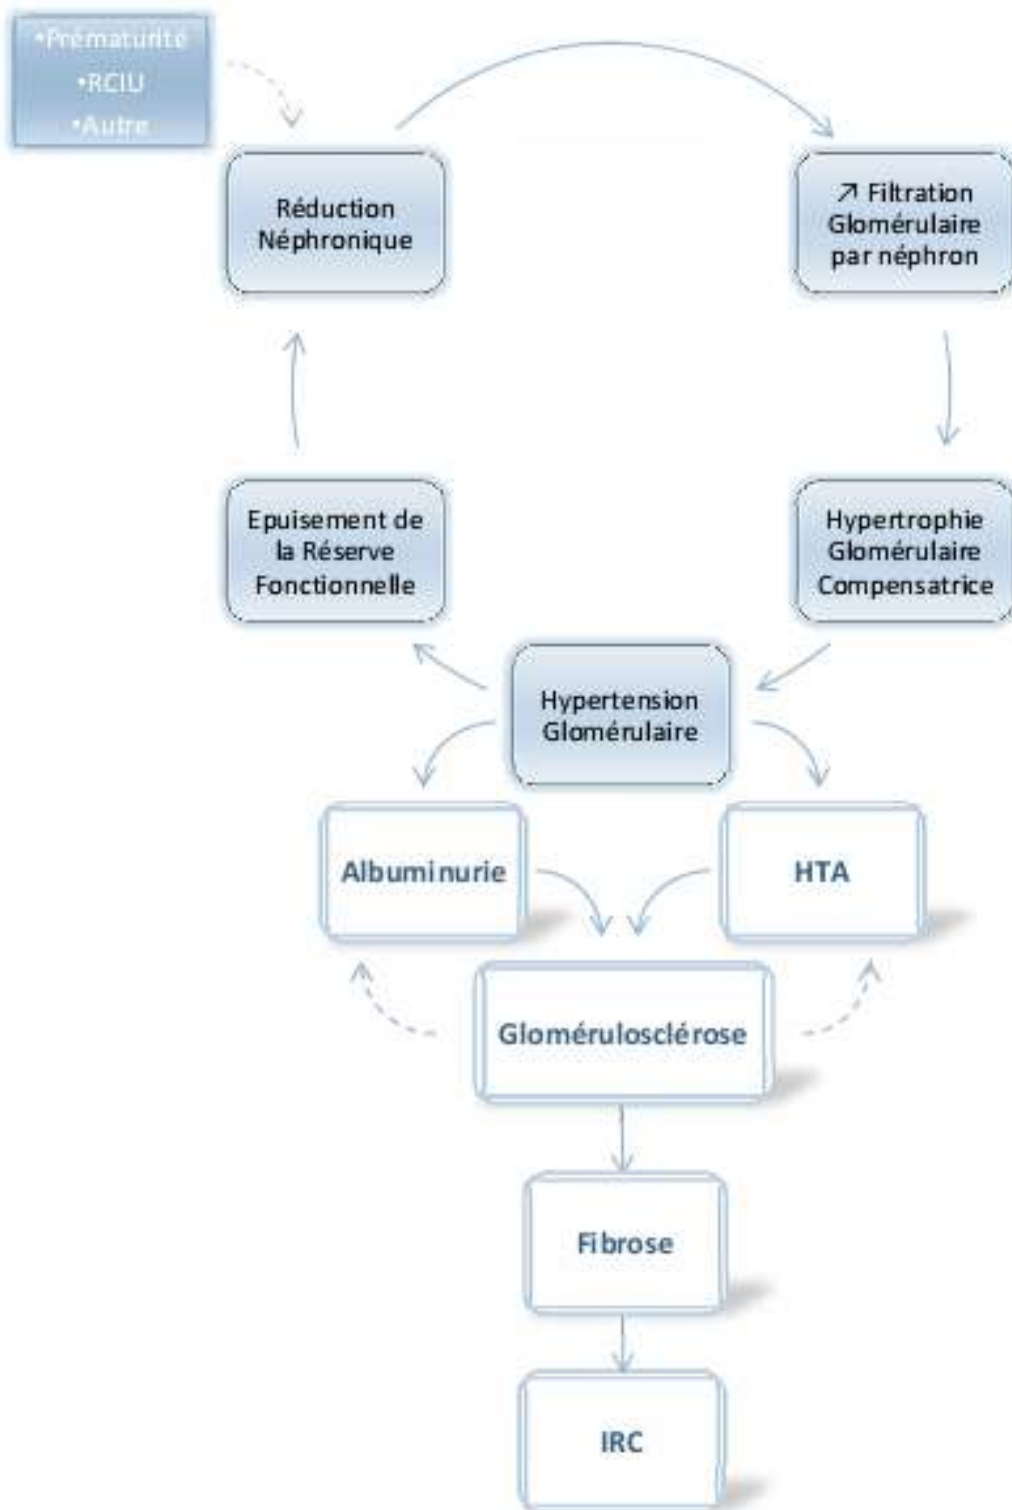 •Prématurité
•RCIU
•Autre
Réduction
Néphronique
↗ Filtration
Glomérulaire
par néphron
Epuisement de
la Réserve
Fonctionnelle
Hypertrophie
Glomérulaire
Compensatrice
Hypertension
Glomérulaire
Albuminurie
HTA
Glomérulosclérose
Fibrose
IRC